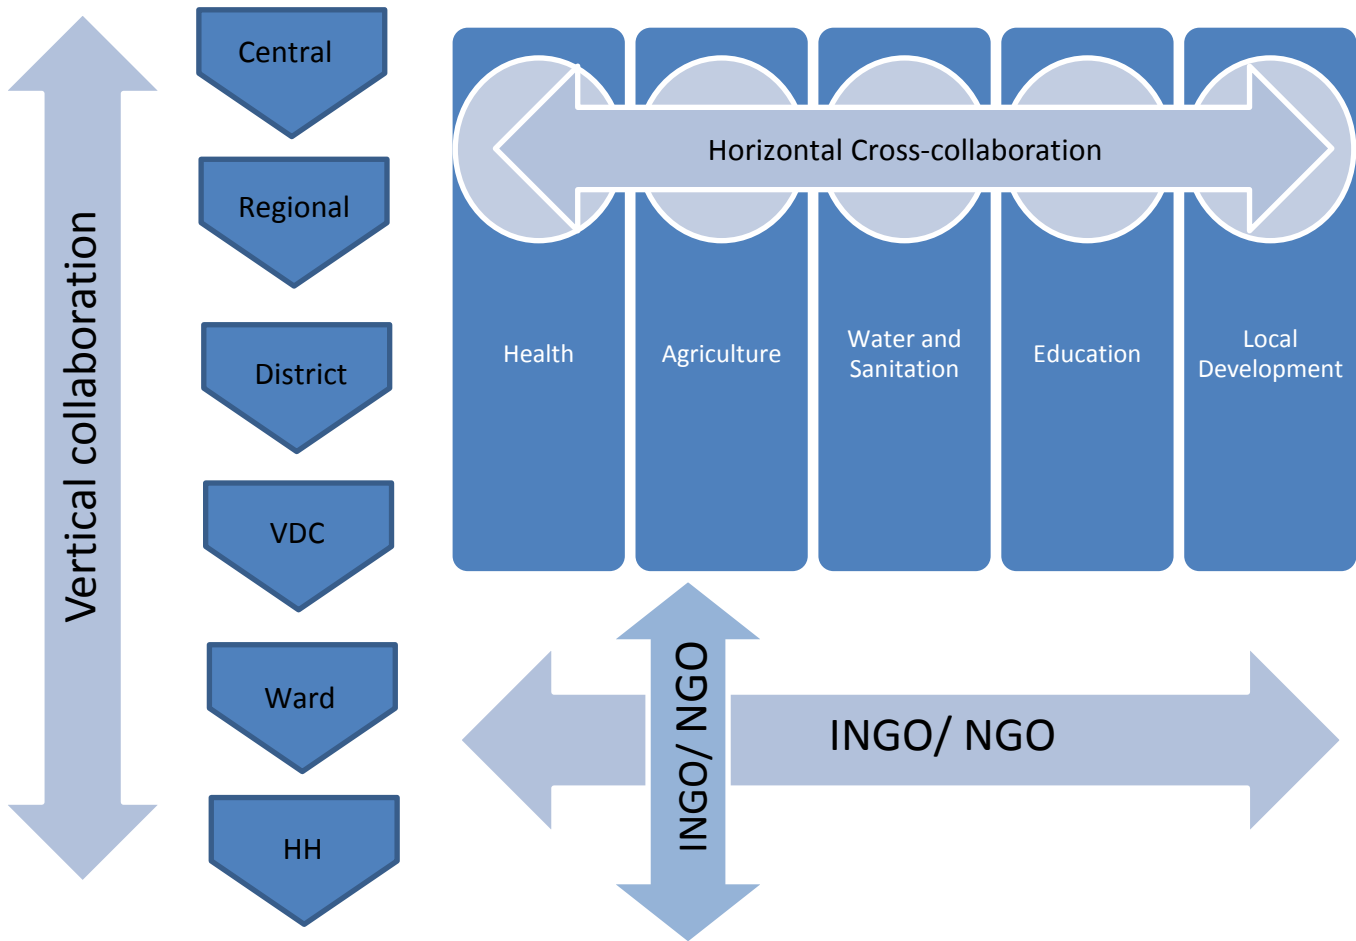 Vertical collaboration
Central
Regional
District
VDC
Ward
HH
Horizontal Cross-collaboration
Health
Agriculture
Water and
Sanitation
Education
Local
Development
INGO/ NGO
INGO/ NGO